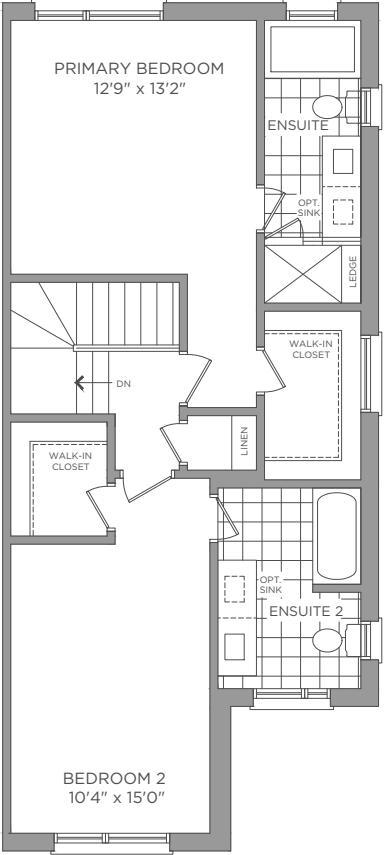 PRIMARY BEDROOM
12'9" x 13'2"
ENSUITE
OPT.
SINK
LEDGE
WALK-IN
CLOSET
DN
LINEN
WALK-IN
CLOSET
OPT.
SINK
ENSUITE 2
BEDROOM 2
10'4" x 15'0"